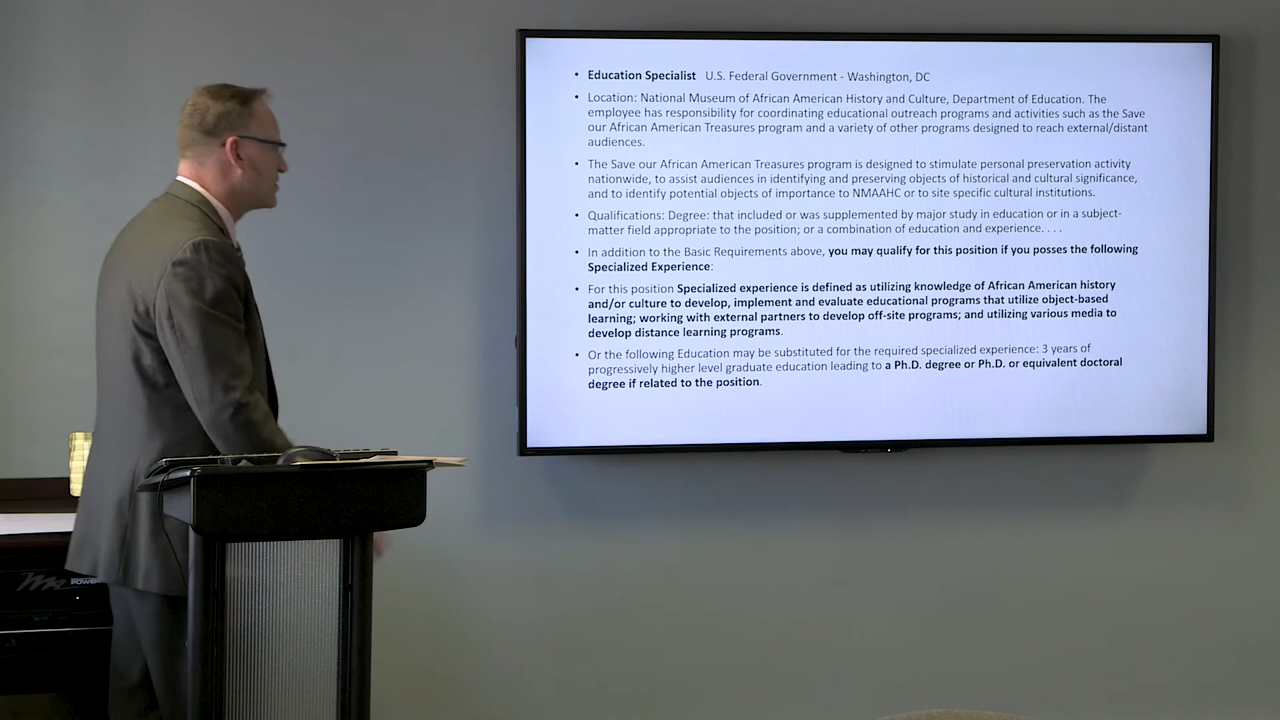 • Education Specialist U.S. Federal Government - Washington, DC
• Location: National Museum of African American History and Culture, Department of Education. The
employee has responsibility for coordinating educational outreach programs and activities such as the Save
our African American Treasures program and a variety of other programs designed to reach external/distant
audiences.
• The Save our African American Treasures program is designed to stimulate personal preservation activity
nationwide, to assist audiences in identifying and preserving objects of historical and cultural significance,
and to identify potential objects of importance to NMAAHC or to site specific cultural institutions.
• Qualifications: Degree: that included or was supplemented by major study in education or in a subject-
matter field appropriate to the position; or a combination of education and experience. . . .
• In addition to the Basic Requirements above, you may qualify for this position if you posses the following
Specialized Experience:
• For this position Specialized experience is defined as utilizing knowledge of African American history
and/or culture to develop, implement and evaluate educational programs that utilize object-based
learning; working with external partners to develop off-site programs; and utilizing various media to
develop distance learning programs.
• Or the following Education may be substituted for the required specialized experience: 3 years of
progressively higher level graduate education leading to a Ph.D. degree or Ph.D. or equivalent doctoral
degree if related to the position.
POWER